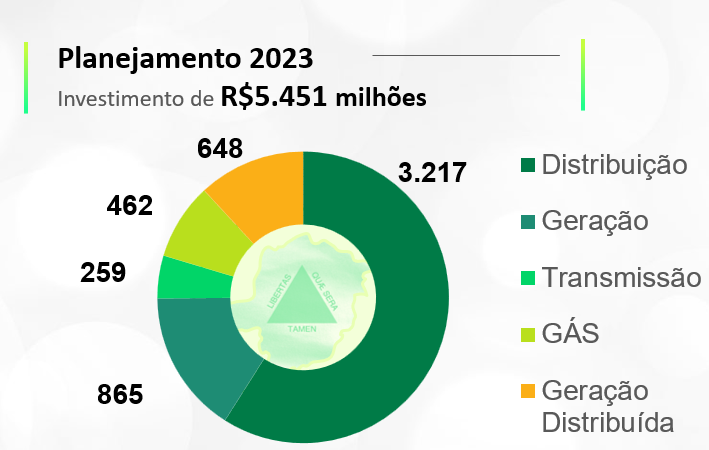 Planejamento 2023
Investimento de R$5.451 milhões
648
3.217
462
259
865
LIBERTAS
QUÆ SERA
TAMEN
Distribuição
Geração
Transmissão
GÁS
Geração
Distribuída